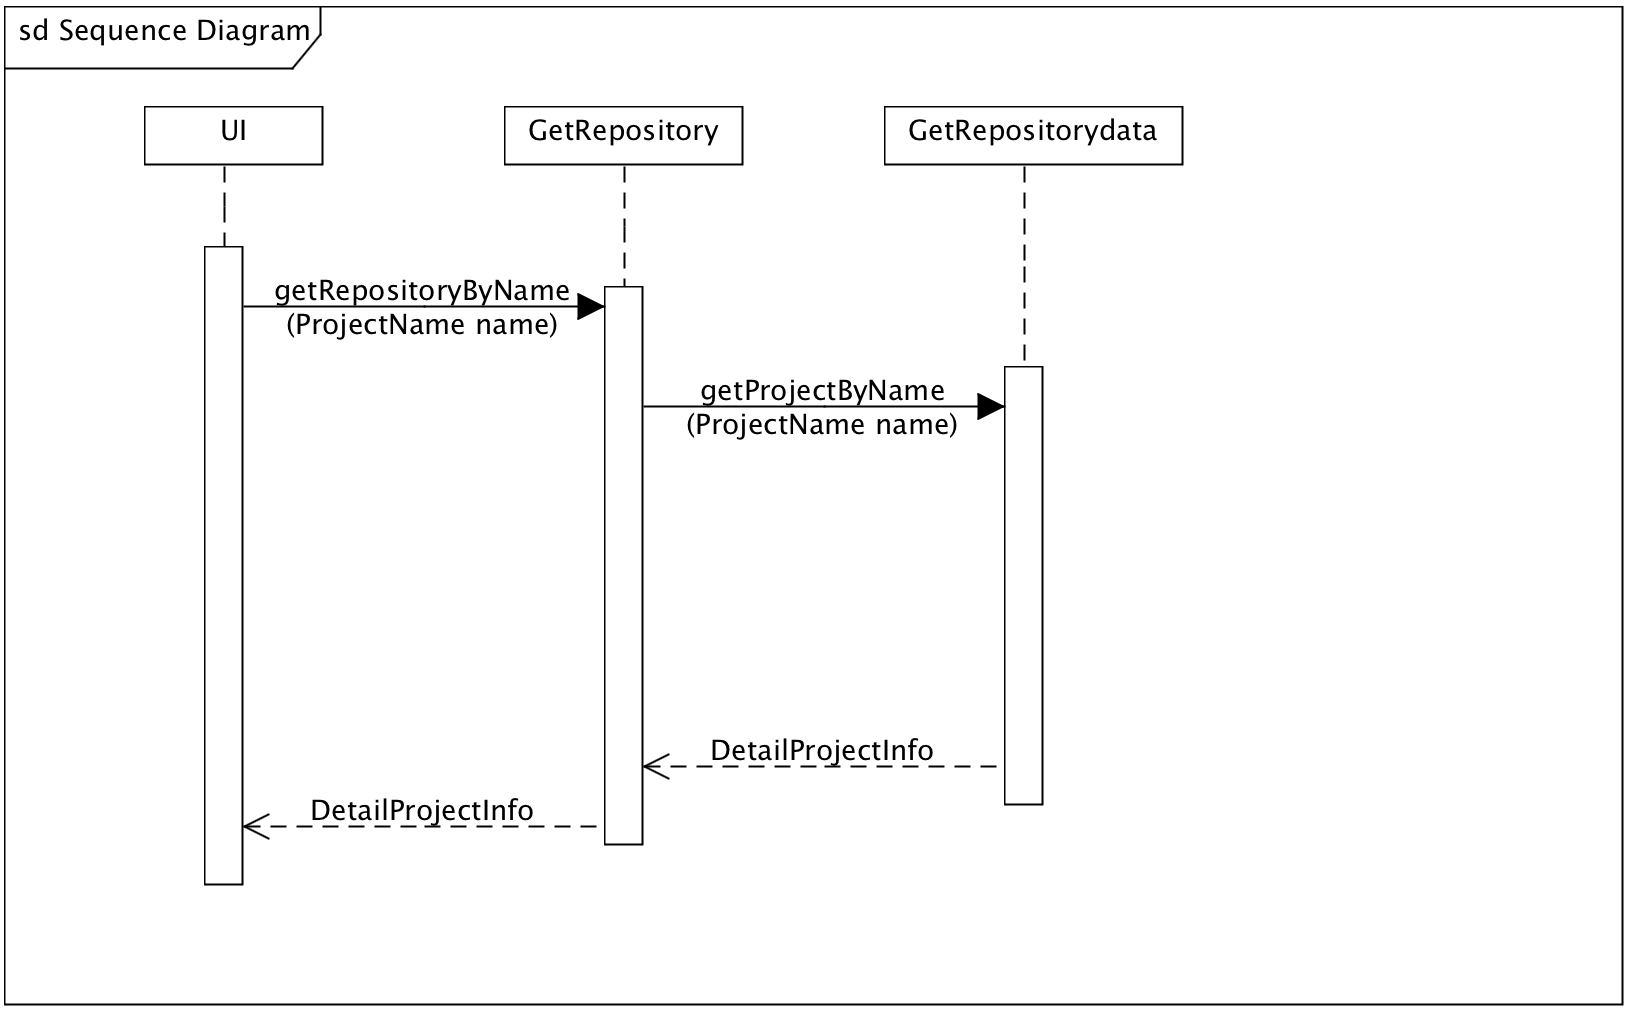 sd Sequence Diagram
UI
GetRepository
GetRepositorydata
getRepositoryByName
(ProjectName name)
getProjectByName
(ProjectName name)
DetailProjectInfo
DetailProjectInfo